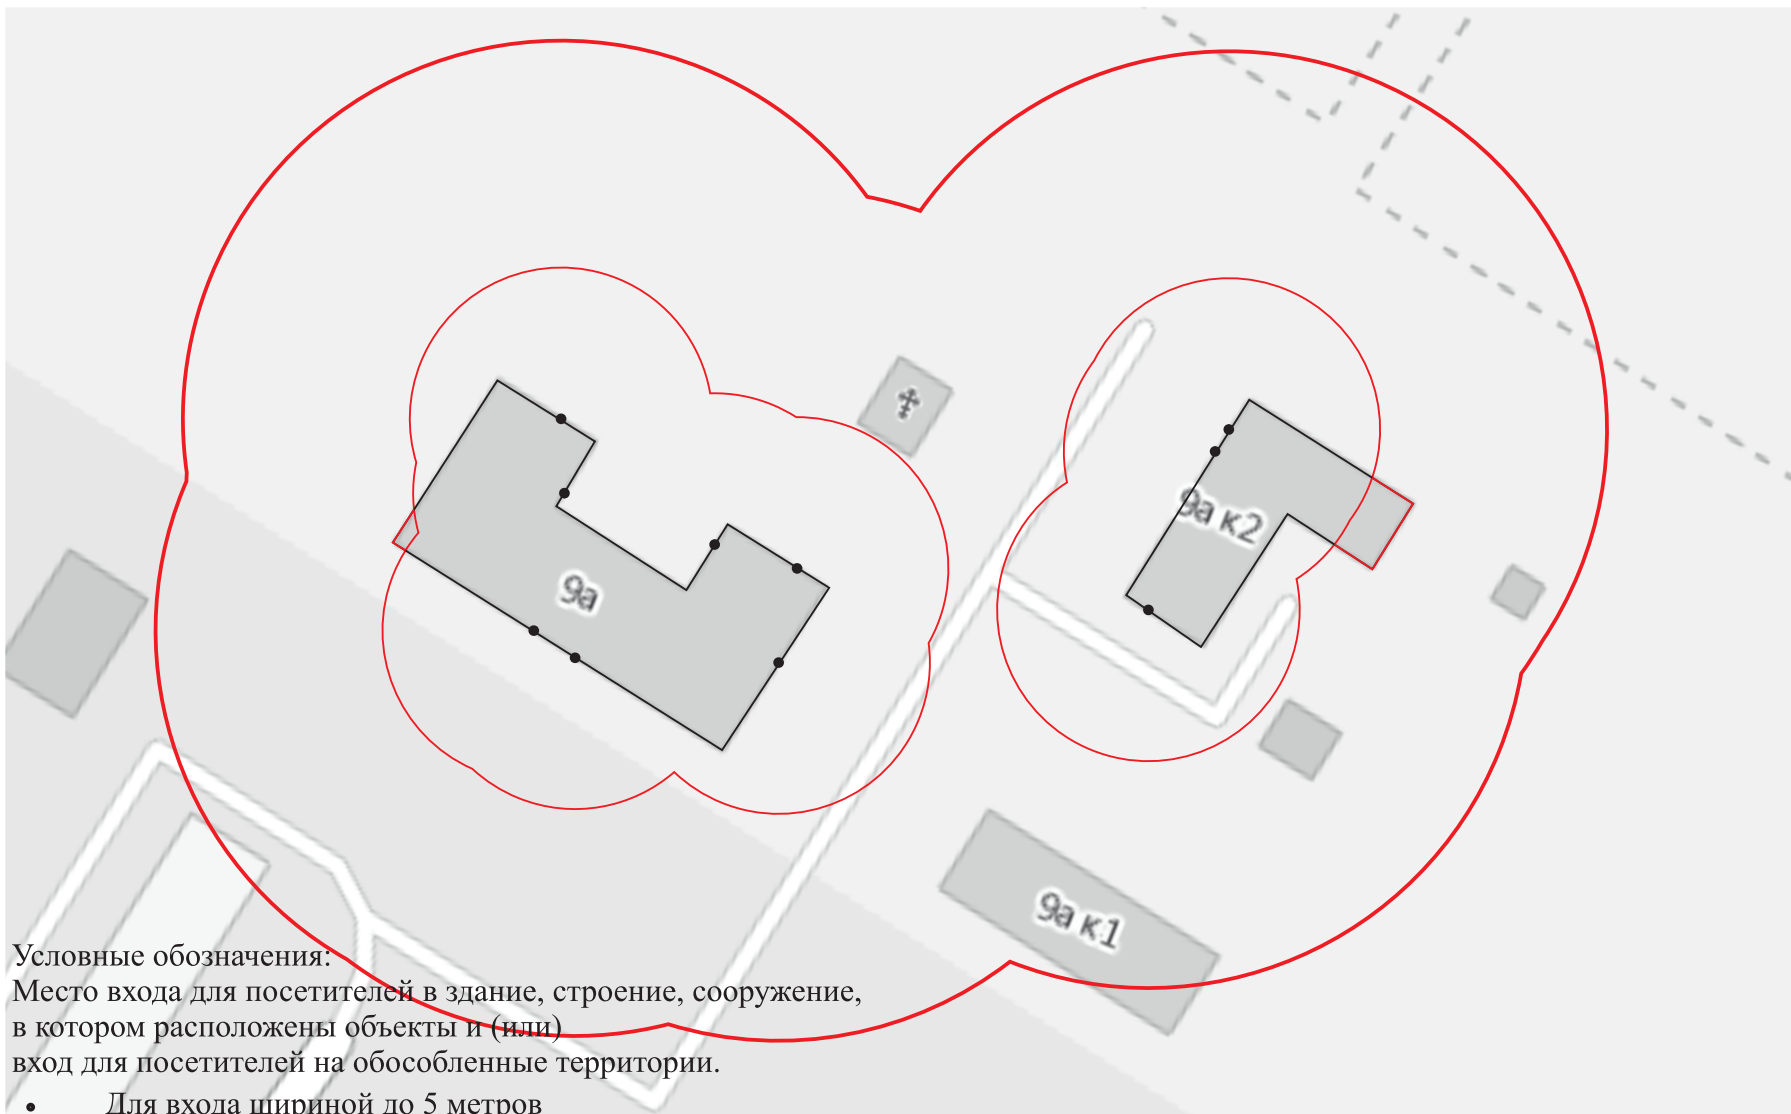 9а к2
9а
9а к1
Условные обозначения:
Место входа для посетителей в здание, строение, сооружение,
в котором расположены объекты и (или)
вход для посетителей на обособленные территории.
• Для входа шириной до 5 метров